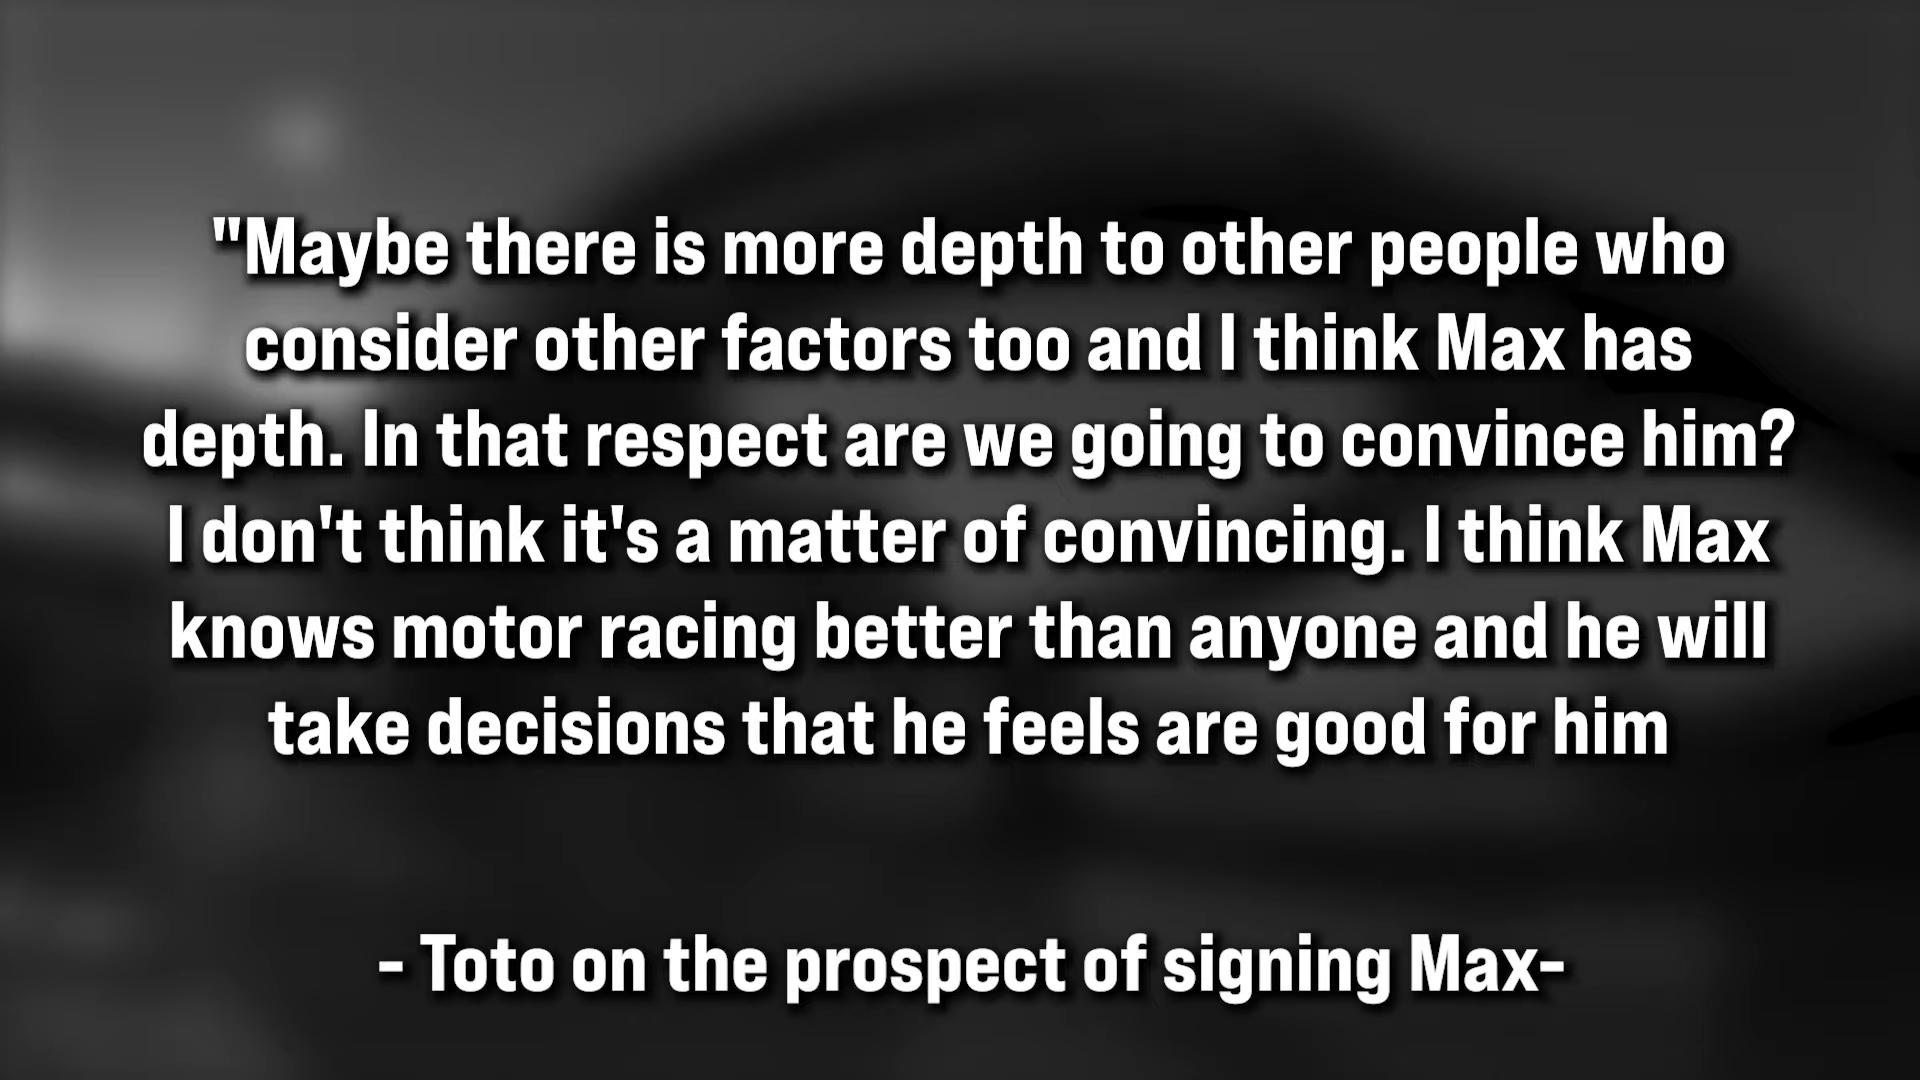 "Maybe there is more depth to other people who
consider other factors too and I think Max has
depth. In that respect are we going to convince him?
I don't think it's a matter of convincing. I think Max
knows motor racing better than anyone and he will
take decisions that he feels are good for him
- Toto on the prospect of signing Max-